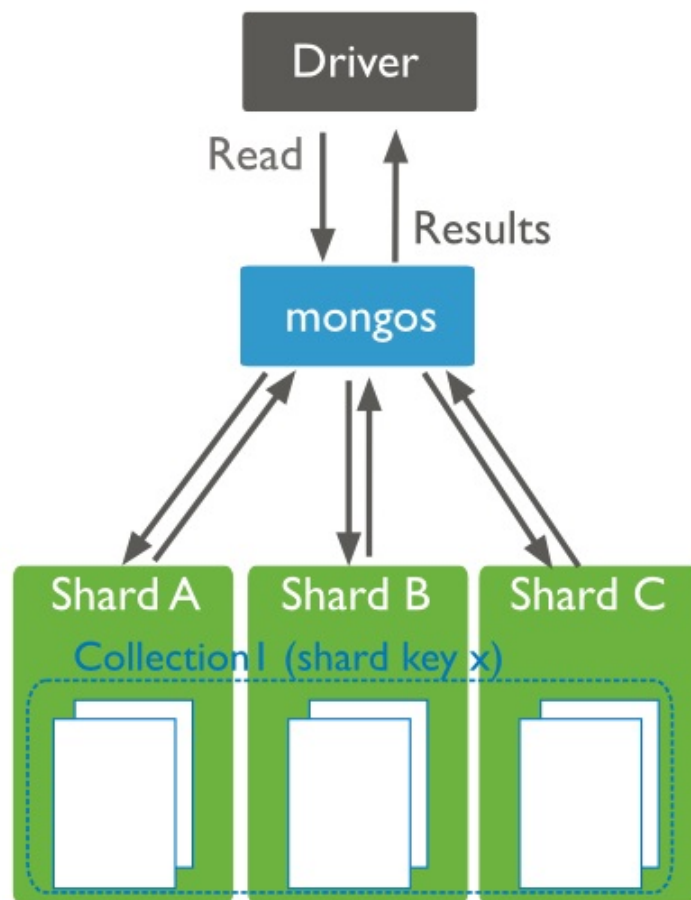 Driver
Read
Results
mongos
Shard A
Shard B
Shard C
Collection1 (shard key x)